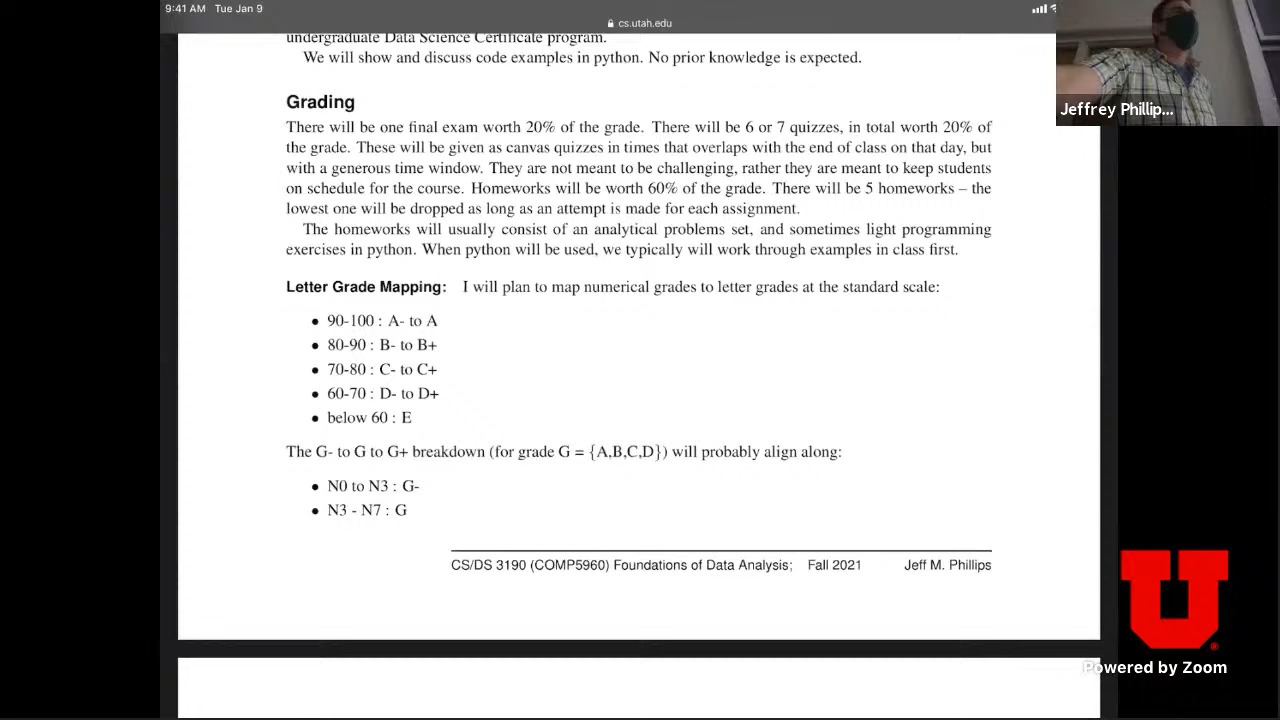 9:41 AM Tue Jan 9
cs.utah.edu
undergraduate Data Science Certificate program.
We will show and discuss code examples in python. No prior knowledge is expected.
Grading
There will be one final exam worth 20% of the grade. There will be 6 or 7 quizzes, in total worth 20% of
the grade. These will be given as canvas quizzes in times that overlaps with the end of class on that day, but
with a generous time window. They are not meant to be challenging, rather they are meant to keep students
on schedule for the course. Homeworks will be worth 60% of the grade. There will be 5 homeworks – the
lowest one will be dropped as long as an attempt is made for each assignment.
The homeworks will usually consist of an analytical problems set, and sometimes light programming
exercises in python. When python will be used, we typically will work through examples in class first.
Letter Grade Mapping: I will plan to map numerical grades to letter grades at the standard scale:
• 90-100 : A- to A
• 80-90 : B- to B+
• 70-80 : C- to C+
• 60-70 : D- to D+
• below 60 : E
The G- to G to G+ breakdown (for grade G = {A,B,C,D}) will probably align along:
• N0 to N3 : G-
• N3 - N7 : G
CS/DS 3190 (COMP5960) Foundations of Data Analysis; Fall 2021 Jeff M. Phillips
Jeffrey Phillip...
U
Powered by Zoom